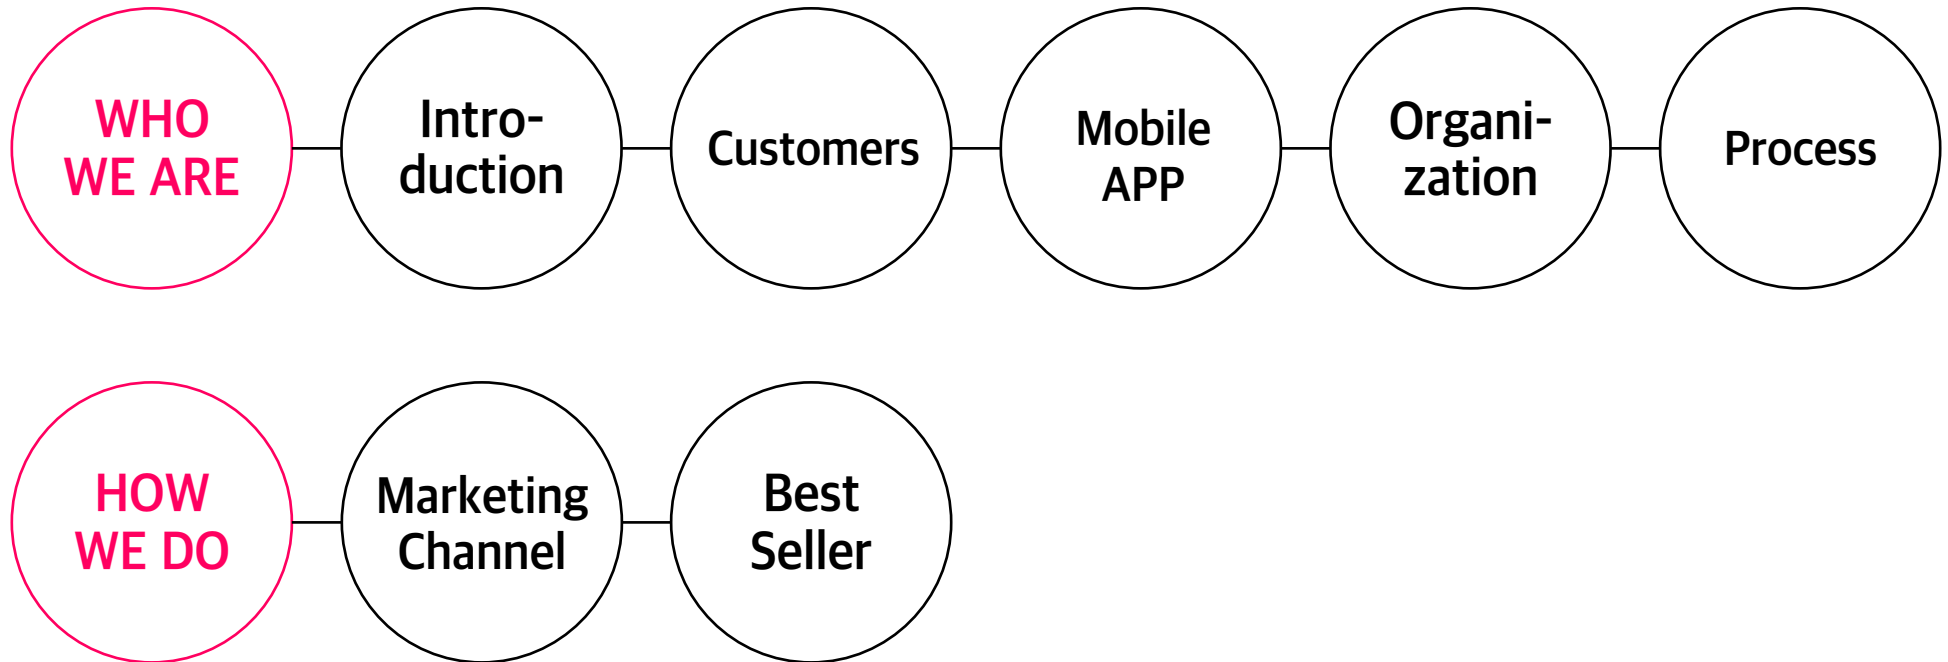 WHO
WE ARE
Intro-
duction
Customers
Mobile
APP
Organi-
zation
Process
HOW
WE DO
Marketing
Channel
Best
Seller